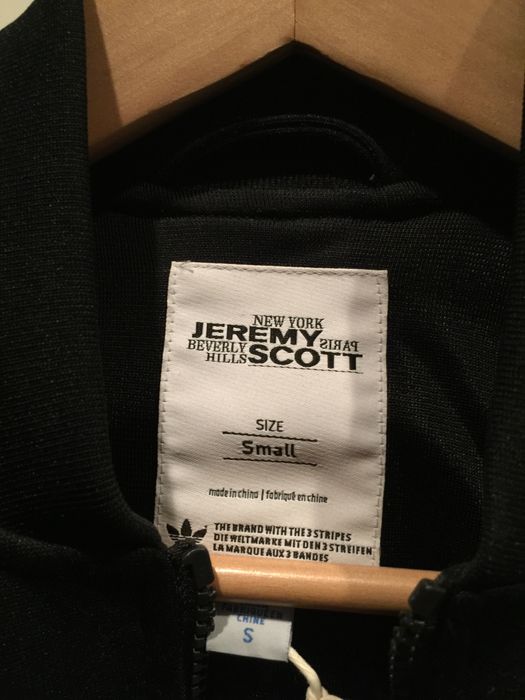 NEW YORK
JEREMY
PARIS
BEVERLY
HILLS
SCOTT
SIZE
Small
made in china | fabriqué en chine
THE BRAND WITH THE 3 STRIPES
DIE WELTMARKE MIT DEN 3 STREIFEN
LA MARQUE AUX 3 BANDES
CHINE
S